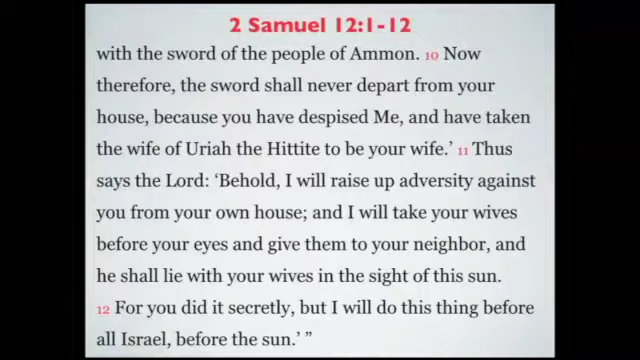 2 Samuel 12:1-12
with the sword of the people of Ammon. 10 Now
therefore, the sword shall never depart from your
house, because you have despised Me, and have taken
the wife of Uriah the Hittite to be your wife.’ 11 Thus
says the Lord: ‘Behold, I will raise up adversity against
you from your own house; and I will take your wives
before your eyes and give them to your neighbor, and
he shall lie with your wives in the sight of this sun.
12 For you did it secretly, but I will do this thing before
all Israel, before the sun.’ ”